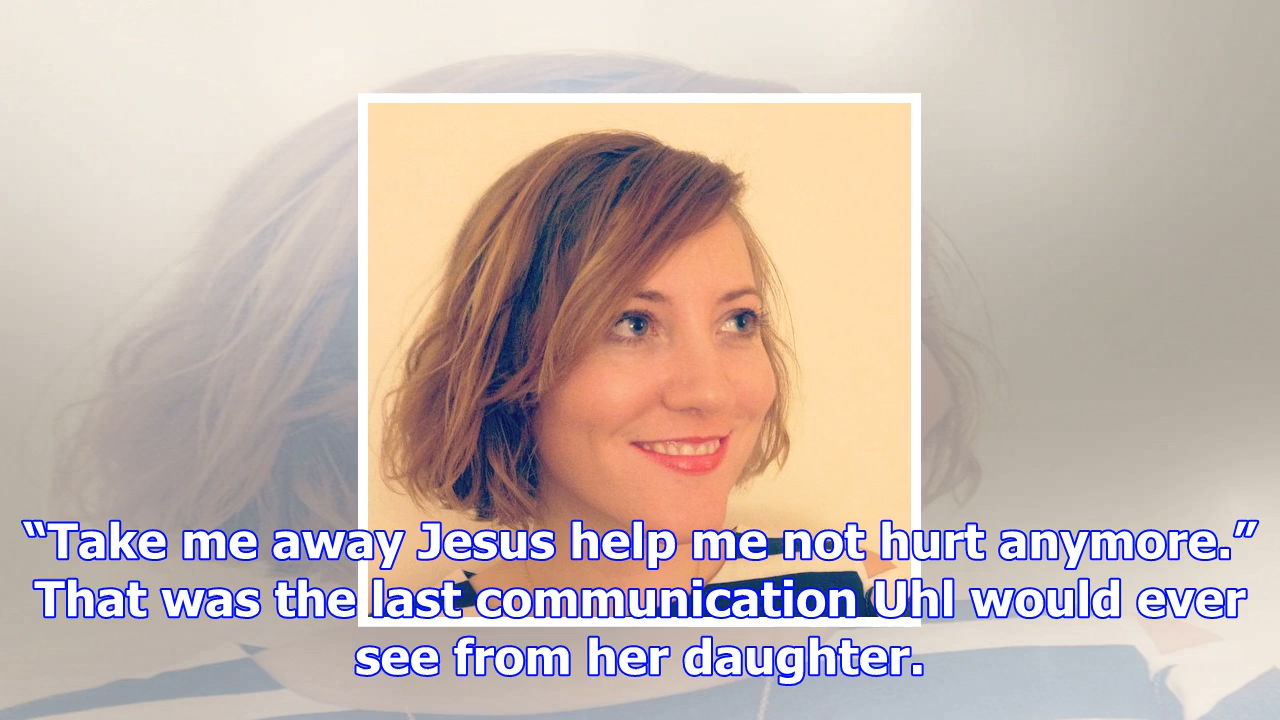 “Take me away Jesus help me not hurt anymore.”
That was the last communication Uhl would ever
see from her daughter.